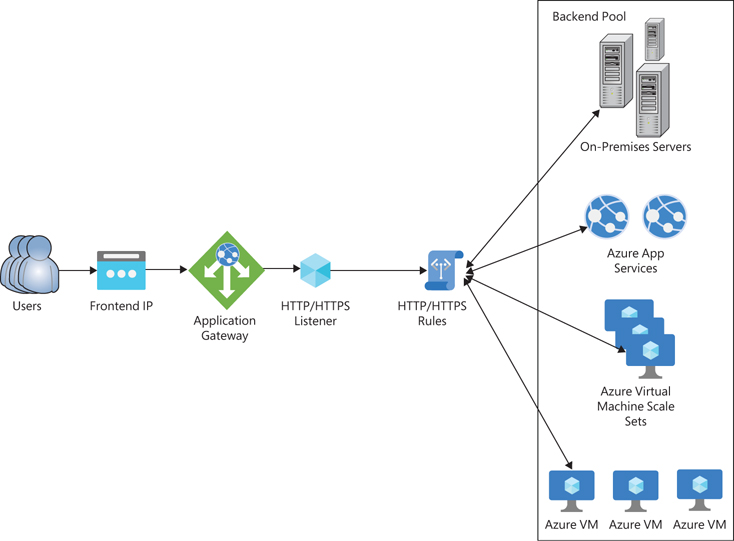 Backend Pool
On-Premises Servers
Azure App
Services
Users
Frontend IP
Application
Gateway
HTTP/HTTPS
Listener
HTTP/HTTPS
Rules
Azure Virtual
Machine Scale
Sets
Azure VM
Azure VM
Azure VM